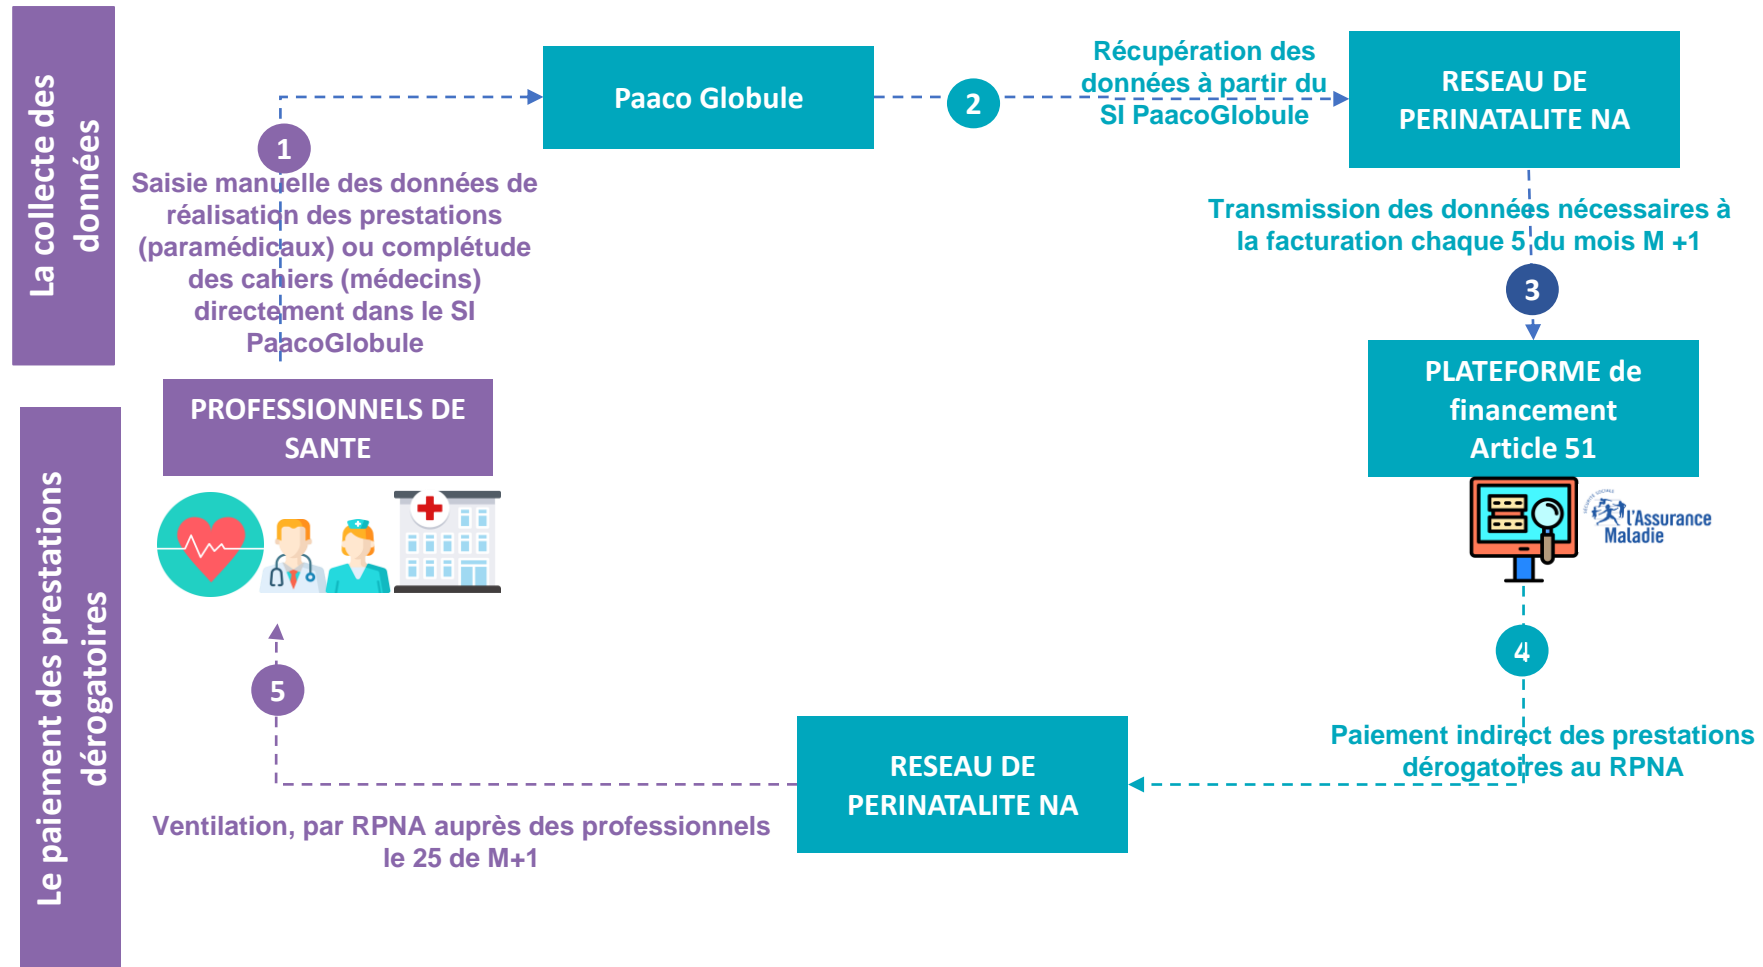 La collecte des
données
Paaco Globule
2
Récupération des
données à partir du
SI PaacoGlobule
RESEAU DE
PERINATALITE NA
1
Saisie manuelle des données de
réalisation des prestations
(paramédicaux) ou complétude
des cahiers (médecins)
directement dans le SI
PaacoGlobule
Transmission des données nécessaires à
la facturation chaque 5 du mois M +1
3
PROFESSIONNELS DE
SANTE
PLATEFORME de
financement
Article 51
SÉCURITÉ SOCIALE
l'Assurance
Maladie
Le paiement des prestations
dérogatoires
4
5
Paiement indirect des prestations
dérogatoires au RPNA
RESEAU DE
PERINATALITE NA
Ventilation, par RPNA auprès des professionnels
le 25 de M+1